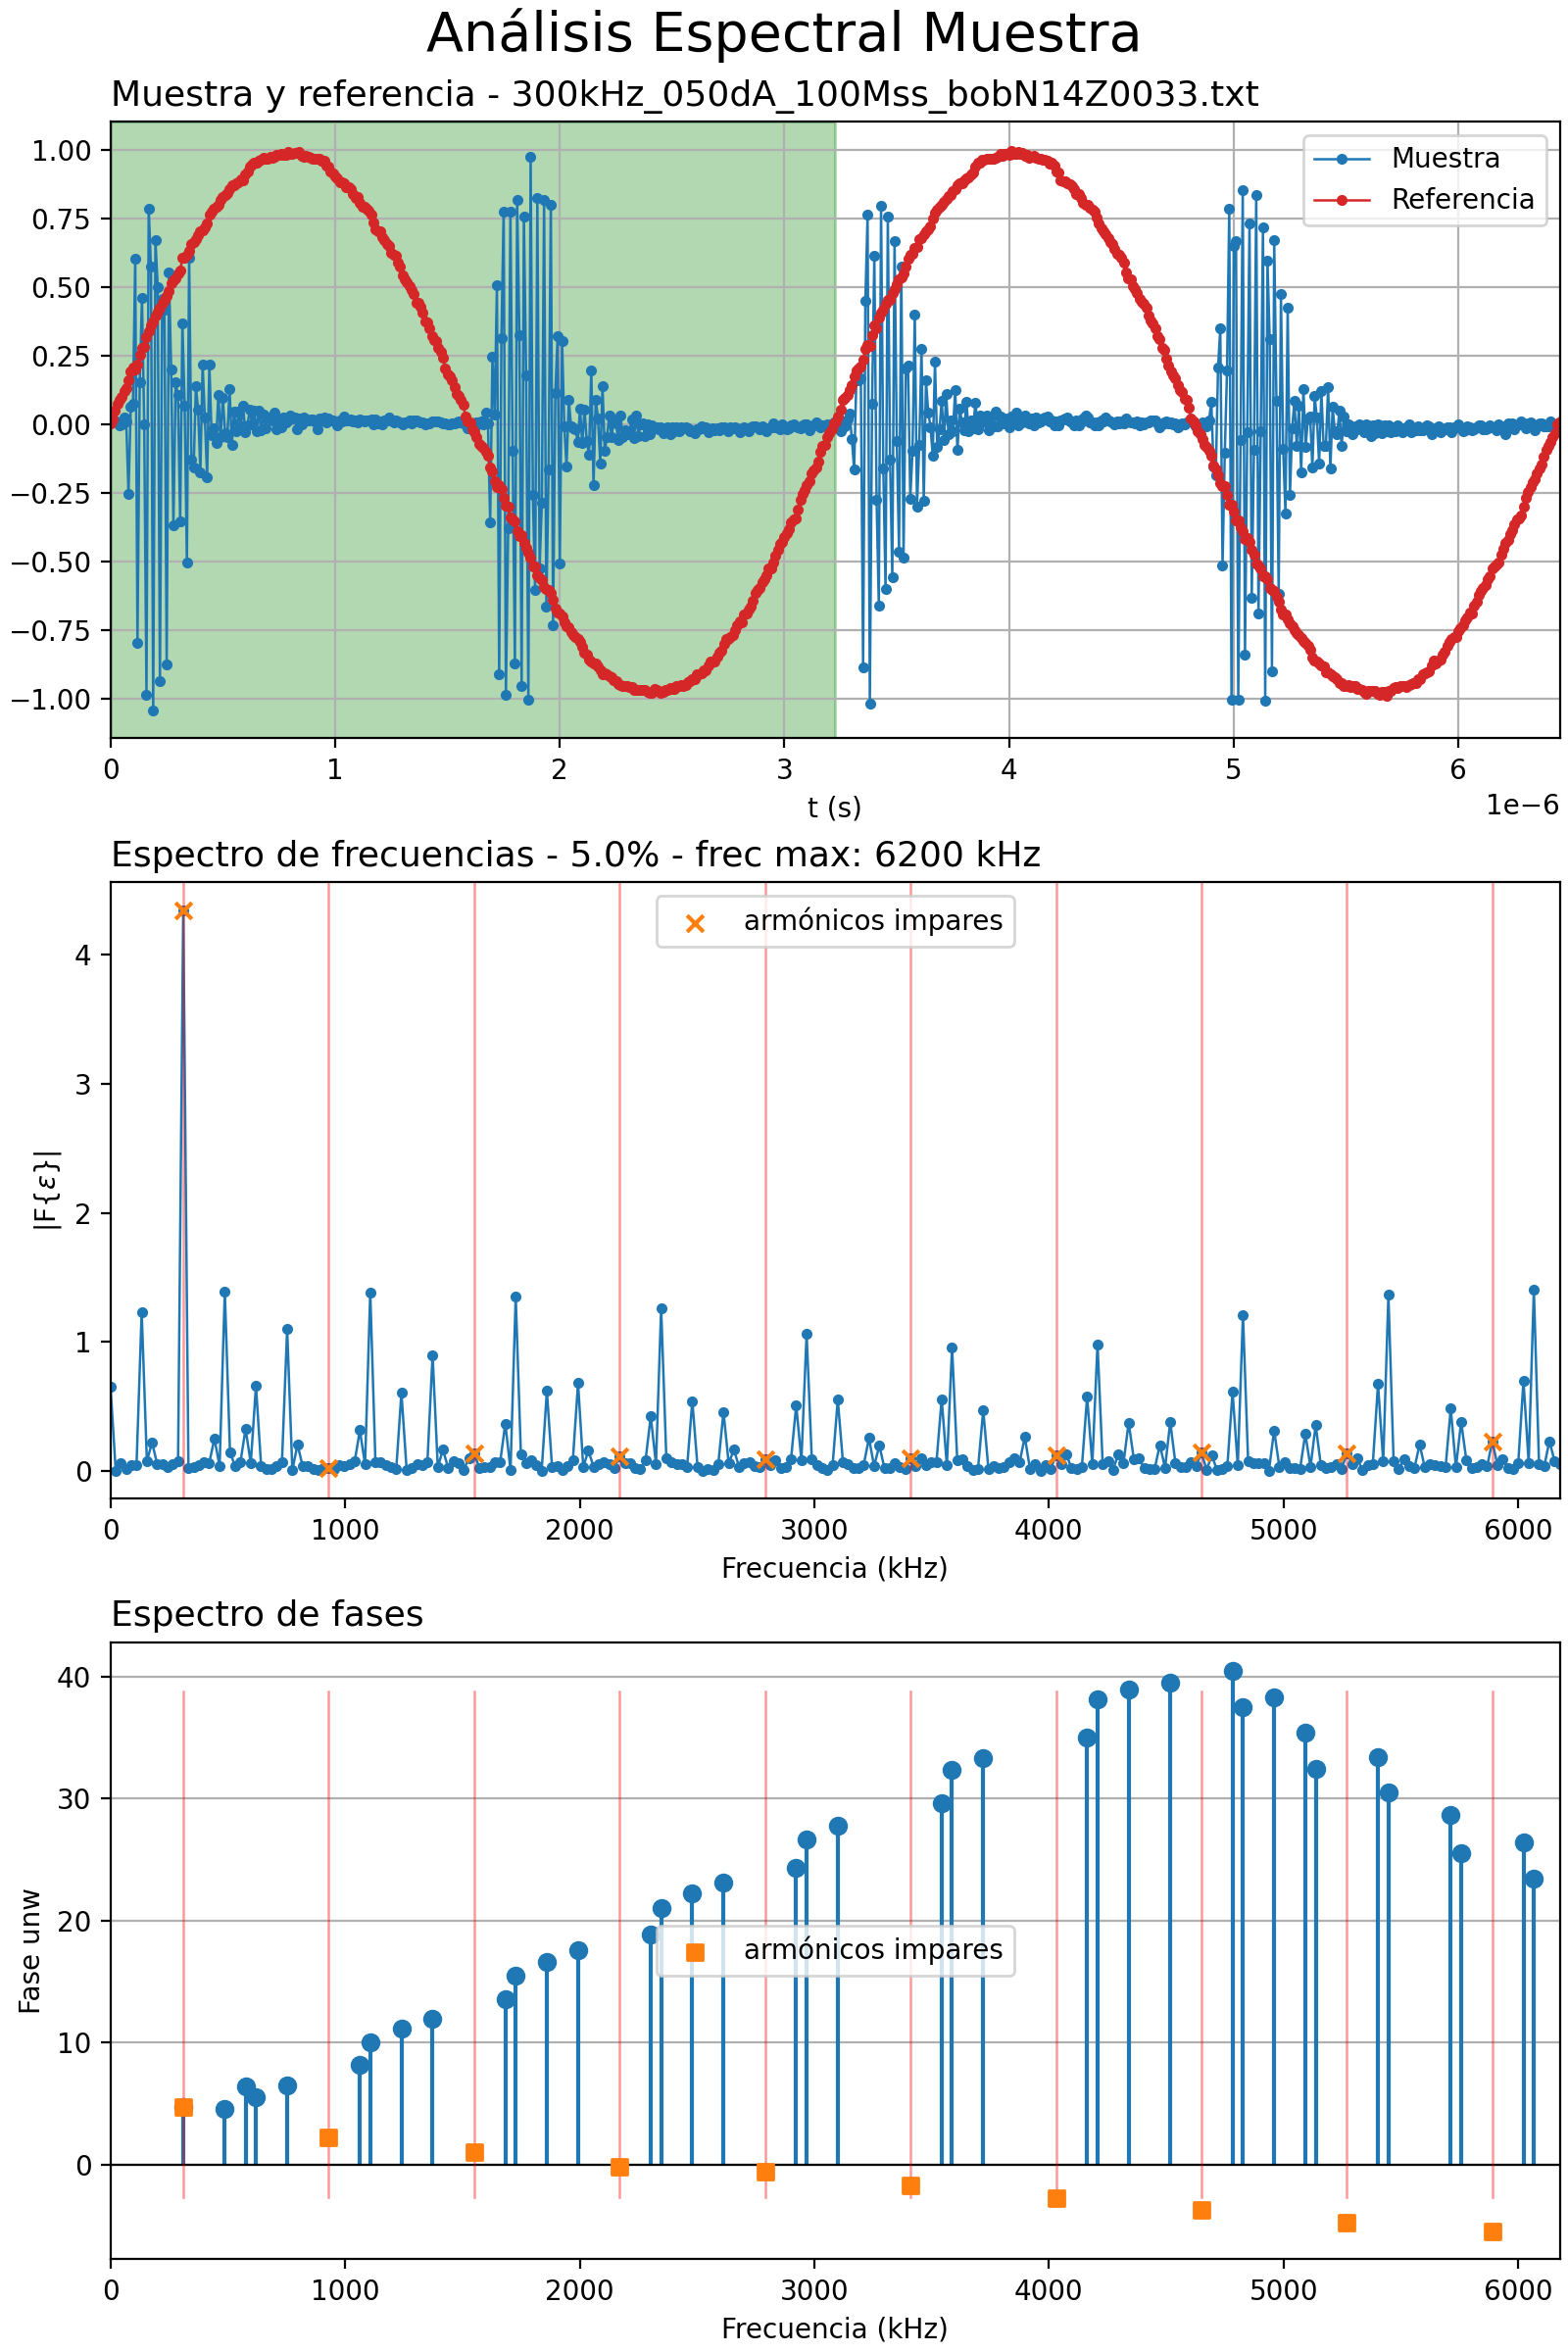 Análisis Espectral Muestra
Muestra y referencia - 300kHz_050dA_100Mss_bobN14Z0033.txt
1.00
0.75
0.50
0.25
0.00
−0.25
−0.50
−0.75
−1.00
Muestra
Referencia
0 1 2 3 4 5 6
t (s)
1e−6
Espectro de frecuencias - 5.0% - frec max: 6200 kHz
armónicos impares
4
3
2
1
0
|F{ε}|
0 1000 2000 3000 4000 5000 6000
Frecuencia (kHz)
Espectro de fases
40
30
20
10
0
Fase unw
armónicos impares
0 1000 2000 3000 4000 5000 6000
Frecuencia (kHz)